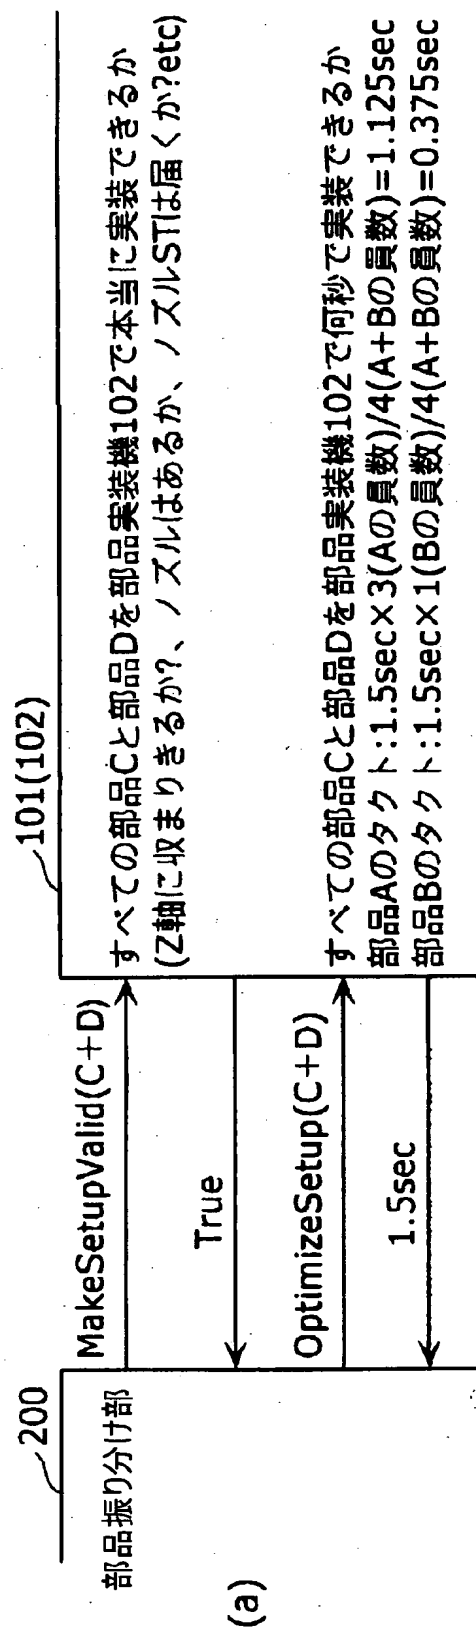 (a)
200
部品振り分け部
101(102)
MakeSetupValid(C+D)
すべての部品Cと部品Dを部品実装機102で本当に実装できるか
(Z軸に収まりきるか?、ノズルはあるか、ノズルSTは届くか?etc)
True
OptimizeSetup(C+D)
すべての部品Cと部品Dを部品実装機102で何秒で実装できるか
部品Aのタクト:1.5sec×3(Aの員数)/4(A+Bの員数)=1.125sec
1.5sec
部品Bのタクト:1.5sec×1(Bの員数)/4(A+Bの員数)=0.375sec